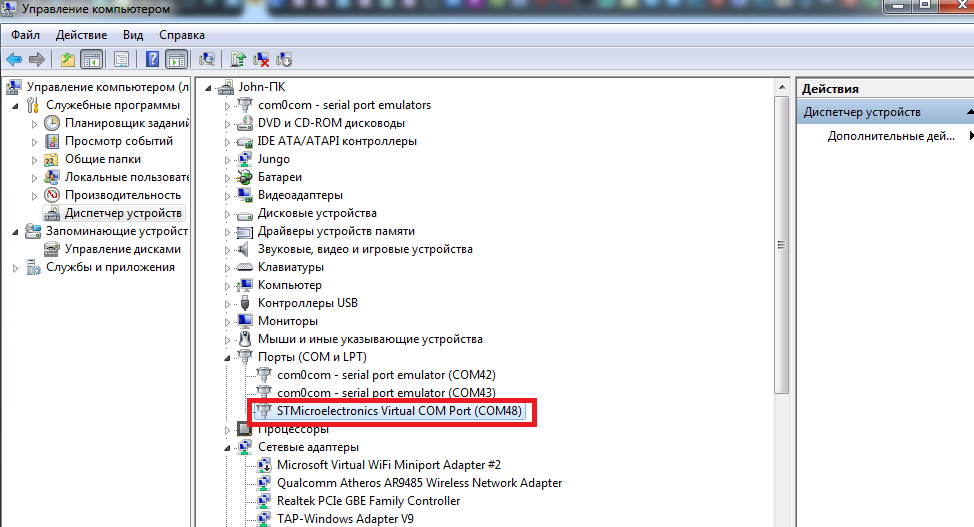 Управление компьютером
Файл Действие Вид Справка
Управление компьютером (л
Служебные программы
Планировщик заданий
Просмотр событий
Общие папки
Локальные пользовате
Производительность
Диспетчер устройств
Запоминающие устройст
Управление дисками
Службы и приложения
John-ПК
com0com - serial port emulators
DVD и CD-ROM дисководы
IDE ATA/ATAPI контроллеры
Jungo
Батареи
Видеоадаптеры
Дисковые устройства
Драйверы устройств памяти
Звуковые, видео и игровые устройства
Клавиатуры
Компьютер
Контроллеры USB
Мониторы
Мыши и иные указывающие устройства
Порты (COM и LPT)
com0com - serial port emulator (COM42)
com0com - serial port emulator (COM43)
STMicroelectronics Virtual COM Port (COM48)
Процессоры
Сетевые адаптеры
Microsoft Virtual WiFi Miniport Adapter #2
Qualcomm Atheros AR9485 Wireless Network Adapter
Realtek PCIe GBE Family Controller
TAP-Windows Adapter V9
Действия
Диспетчер устройств
Дополнительные дей...